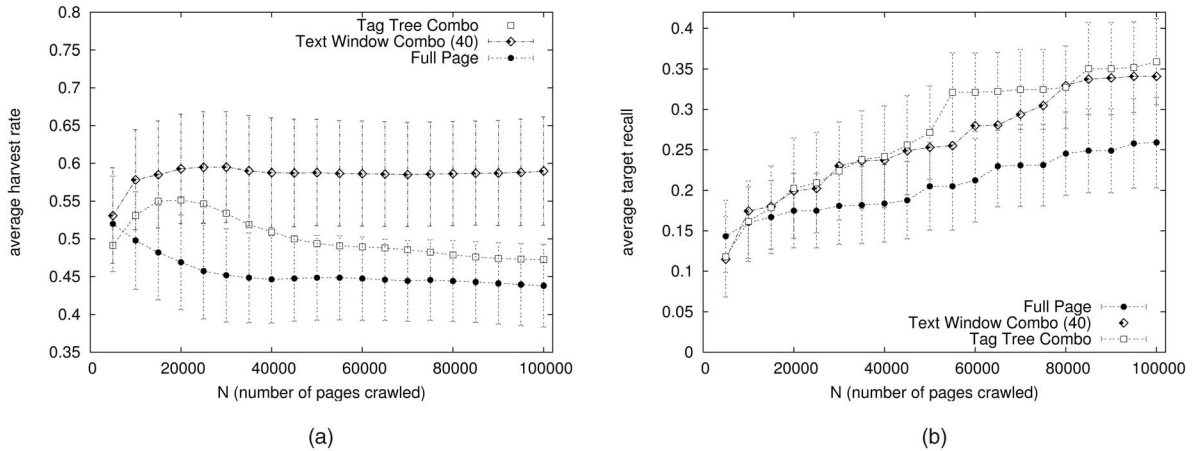 0.8
0.75
0.7
0.65
0.6
0.55
0.5
0.45
0.4
0.35
average harvest rate
Tag Tree Combo
Text Window Combo (40)
Full Page
0 20000 40000 60000 80000 100000
N (number of pages crawled)
(a)
0.4
0.35
0.3
0.25
0.2
0.15
0.1
0.05
0
average target recall
Full Page
Text Window Combo (40)
Tag Tree Combo
0 20000 40000 60000 80000 100000
N (number of pages crawled)
(b)